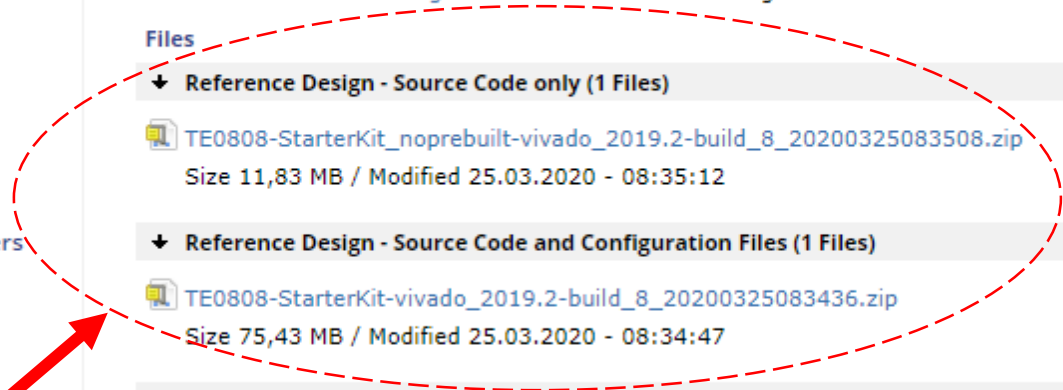 Files
Reference Design - Source Code only (1 Files)
TE0808-StarterKit_noprebuilt-vivado_2019.2-build_8_20200325083508.zip
Size 11,83 MB / Modified 25.03.2020 - 08:35:12
ers
Reference Design - Source Code and Configuration Files (1 Files)
TE0808-StarterKit-vivado_2019.2-build_8_20200325083436.zip
Size 75,43 MB / Modified 25.03.2020 - 08:34:47